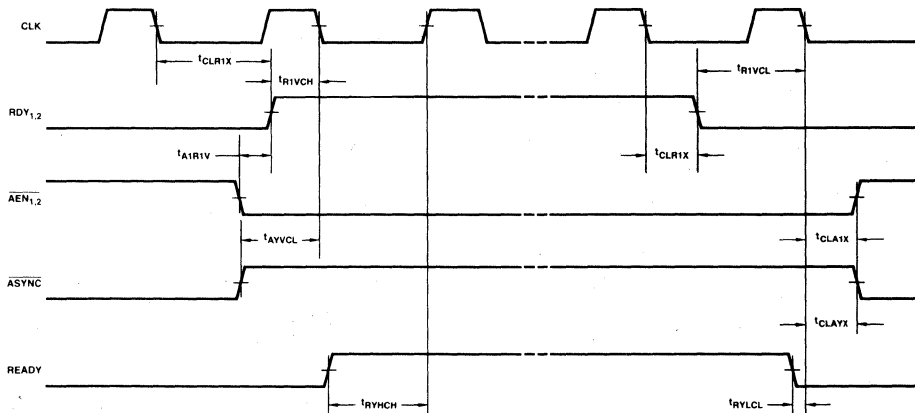 CLK
tCLR1X
tR1VCH
tR1VCL
RDY1,2
tA1R1V
tCLR1X
AEN1,2
tAYVCL
tCLA1X
ASYNC
tCLAYX
READY
tRYHCH
tRYLCL